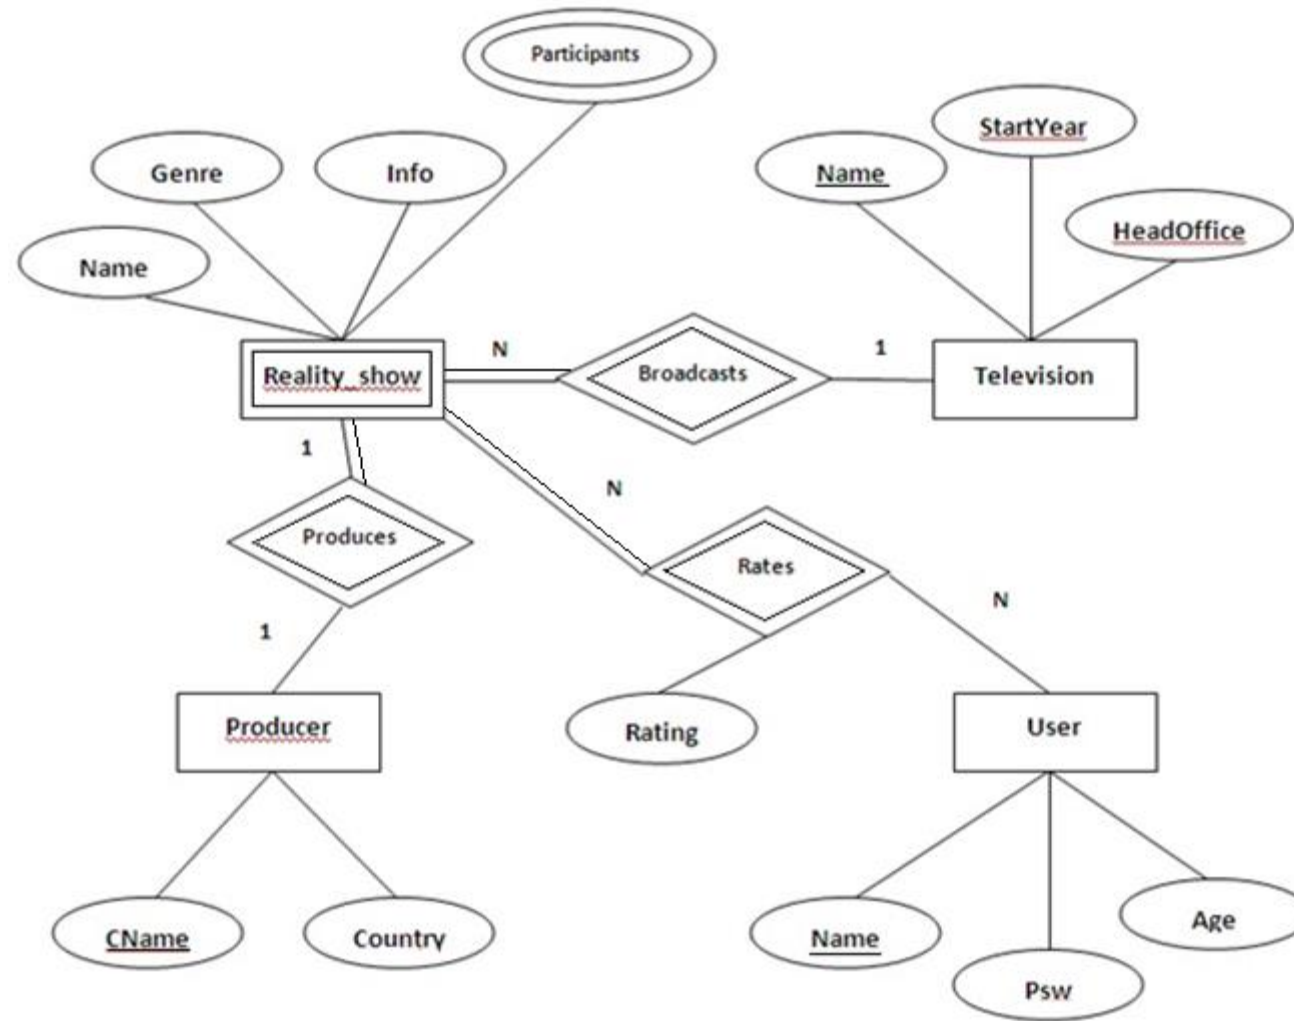 Participants
StartYear
Genre
Info
Name
Name
HeadOffice
Reality_show
N
Broadcasts
1
Television
1
N
Produces
Rates
N
1
Producer
Rating
User
CName
Country
Name
Age
Psw